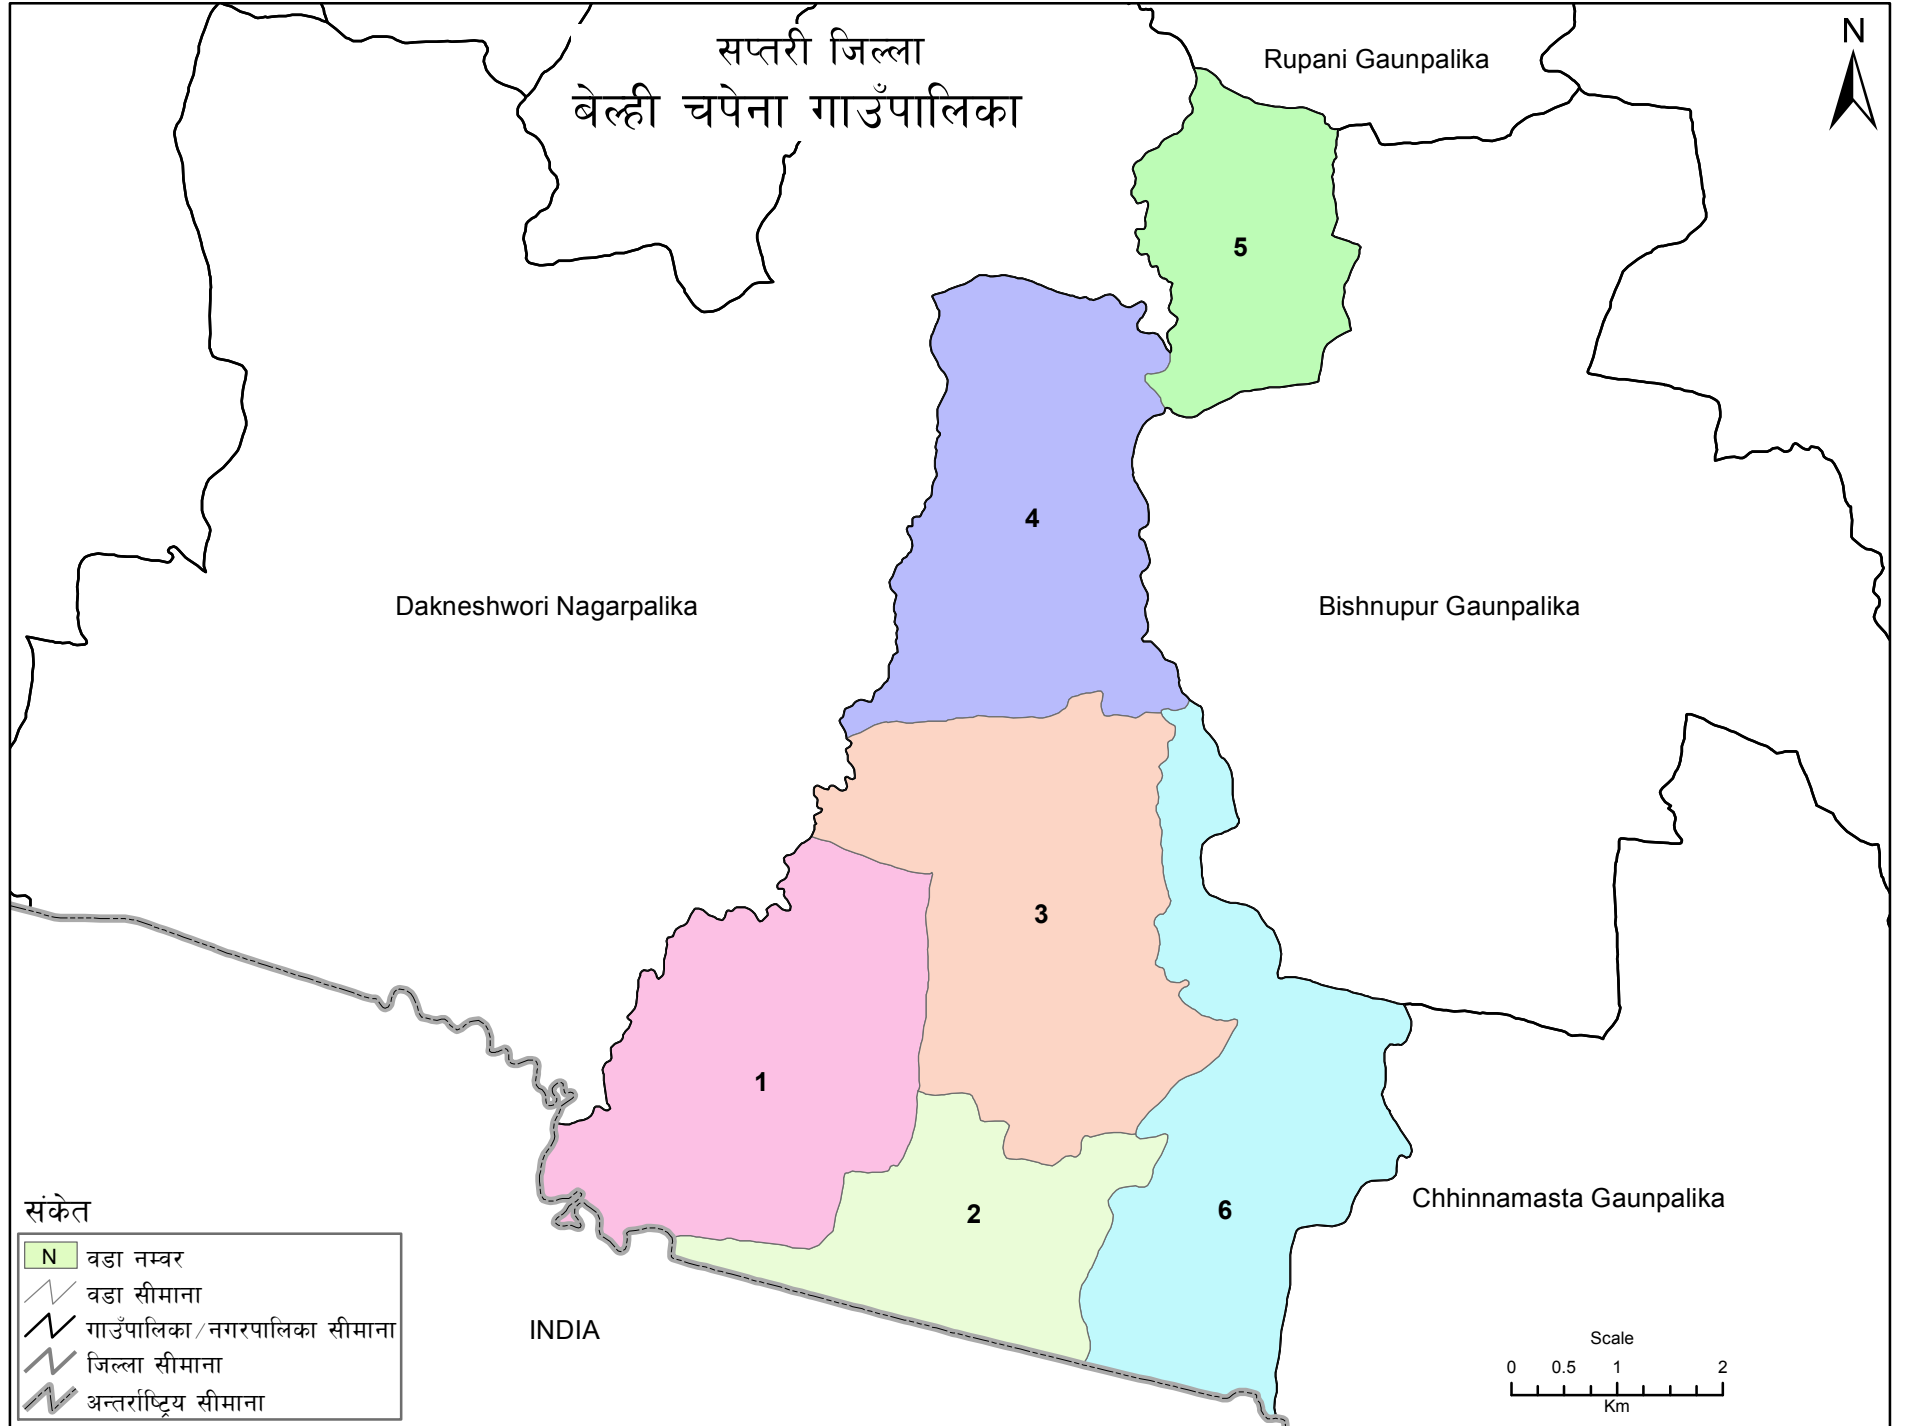 सप्तरी जिल्ला
बेल्ही चपेना गाउँपालिका
Rupani Gaunpalika
N
5
4
Dakneshwori Nagarpalika
Bishnupur Gaunpalika
3
1
2
6
Chhinnamasta Gaunpalika
INDIA
संकेत
N वडा नम्वर
वडा सीमाना
गाउँपालिका/नगरपालिका सीमाना
जिल्ला सीमाना
अन्तर्राष्ट्रिय सीमाना
Scale
0 0.5 1 2
Km